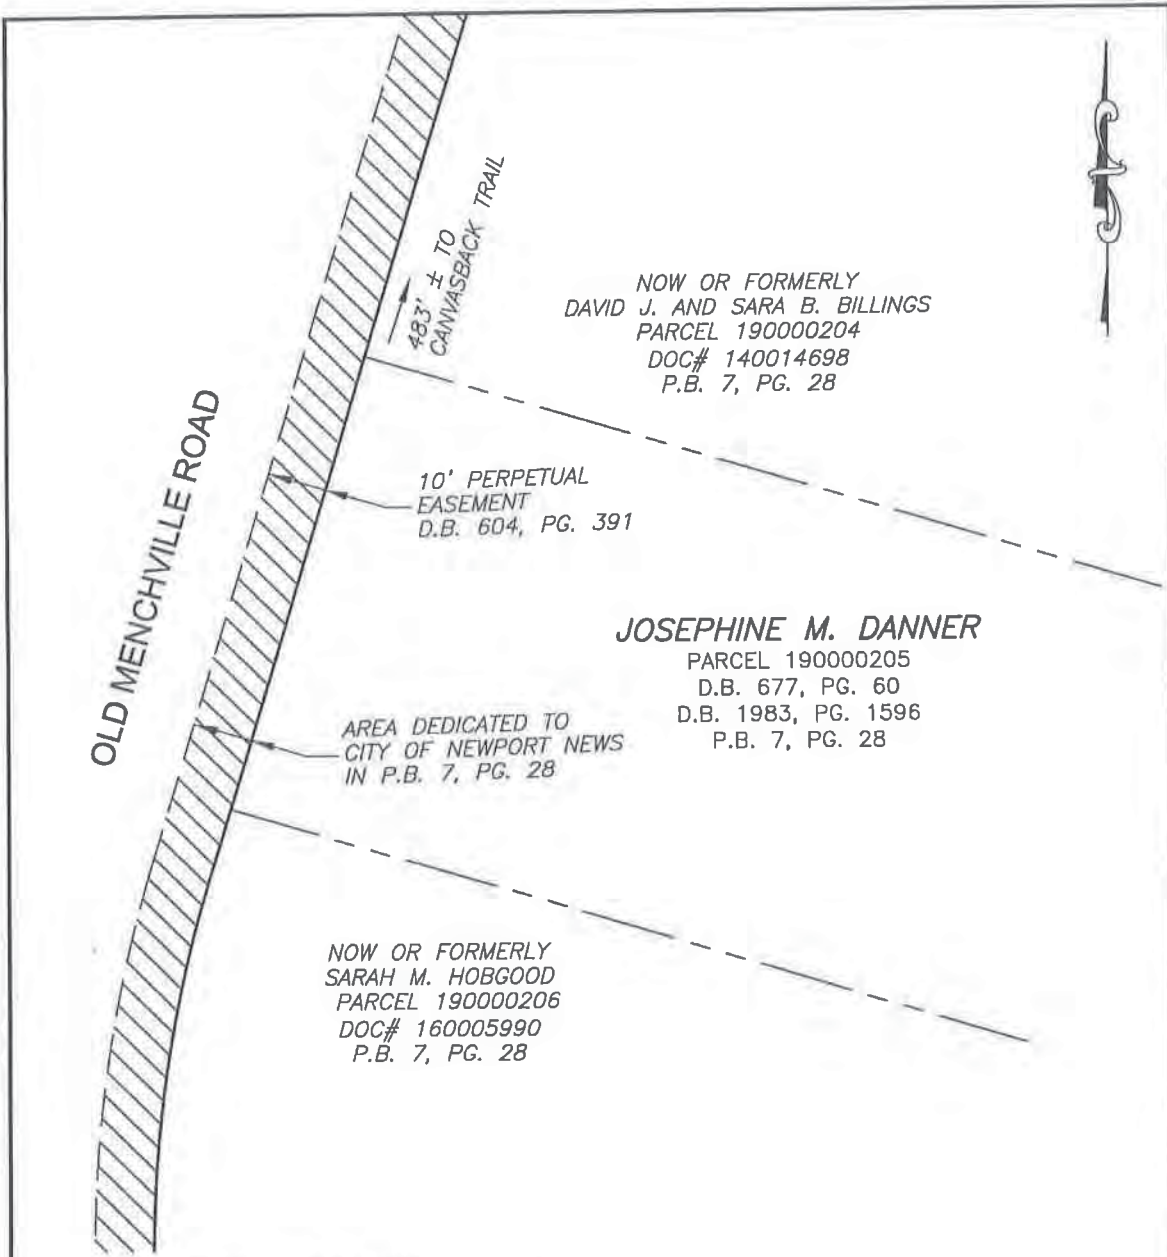 483' ± TO
CANVASBACK TRAIL
NOW OR FORMERLY
DAVID J. AND SARA B. BILLINGS
PARCEL 190000204
DOC# 140014698
P.B. 7, PG. 28
OLD MENCHVILLE ROAD
10' PERPETUAL
EASEMENT
D.B. 604, PG. 391
JOSEPHINE M. DANNER
PARCEL 190000205
D.B. 677, PG. 60
D.B. 1983, PG. 1596
P.B. 7, PG. 28
AREA DEDICATED TO
CITY OF NEWPORT NEWS
IN P.B. 7, PG. 28
NOW OR FORMERLY
SARAH M. HOBGOOD
PARCEL 190000206
DOC# 160005990
P.B. 7, PG. 28